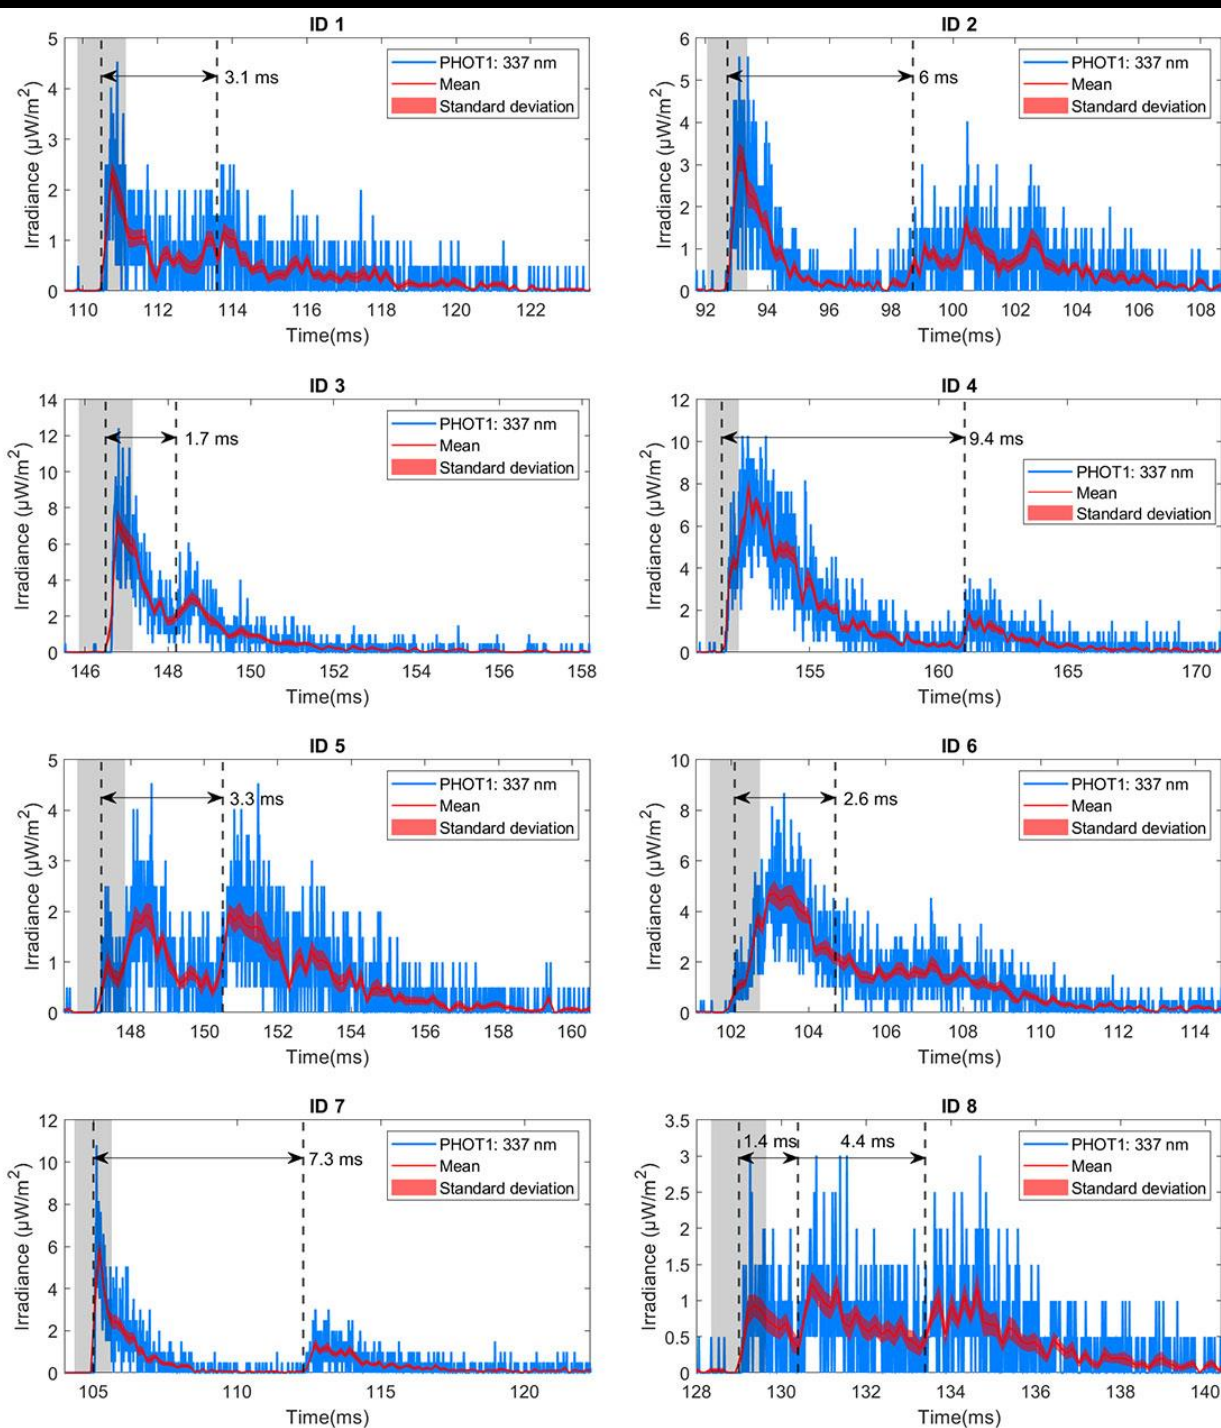 ID 1
5
4
3
2
1
0
Irradiance (µW/m²)
3.1 ms
PHOT1: 337 nm
Mean
Standard deviation
110 112 114 116 118 120 122
Time(ms)
ID 2
6
5
4
3
2
1
0
Irradiance (µW/m²)
6 ms
PHOT1: 337 nm
Mean
Standard deviation
92 94 96 98 100 102 104 106 108
Time(ms)
ID 3
14
12
10
8
6
4
2
0
Irradiance (µW/m²)
1.7 ms
PHOT1: 337 nm
Mean
Standard deviation
146 148 150 152 154 156 158
Time(ms)
ID 4
12
10
8
6
4
2
0
Irradiance (µW/m²)
9.4 ms
PHOT1: 337 nm
Mean
Standard deviation
155 160 165 170
Time(ms)
ID 5
5
4
3
2
1
0
Irradiance (µW/m²)
3.3 ms
PHOT1: 337 nm
Mean
Standard deviation
148 150 152 154 156 158 160
Time(ms)
ID 6
10
8
6
4
2
0
Irradiance (µW/m²)
2.6 ms
PHOT1: 337 nm
Mean
Standard deviation
102 104 106 108 110 112 114
Time(ms)
ID 7
12
10
8
6
4
2
0
Irradiance (µW/m²)
7.3 ms
PHOT1: 337 nm
Mean
Standard deviation
105 110 115 120
Time(ms)
ID 8
3.5
3
2.5
2
1.5
1
0.5
0
Irradiance (µW/m²)
1.4 ms 4.4 ms
PHOT1: 337 nm
Mean
Standard deviation
128 130 132 134 136 138 140
Time(ms)